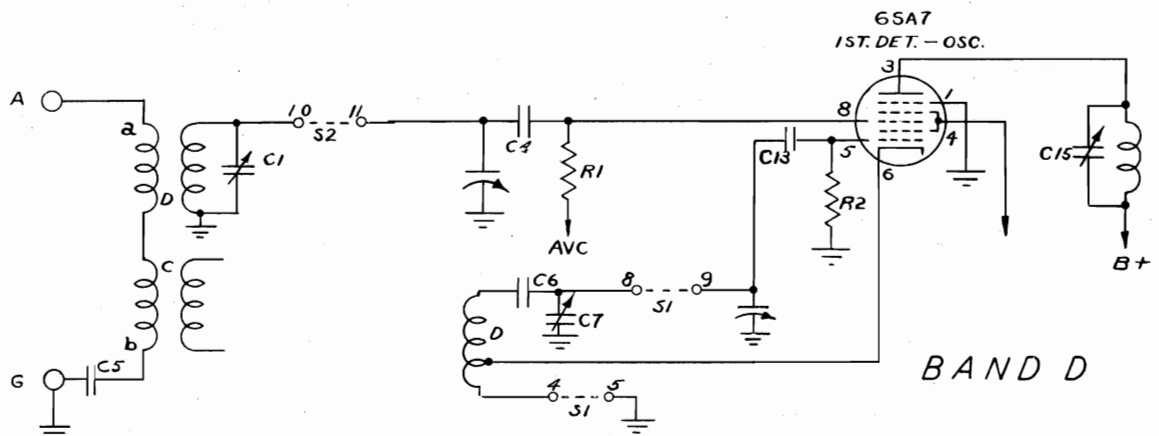 6SA7
1ST. DET. - OSC.
3
A
a
10
11
S2
C4
8
1
4
5
6
C1
C13
C15
R1
R2
D
AVC
B+
C
C6
8
9
S1
C7
D
b
C5
G
4
5
S1
BAND D